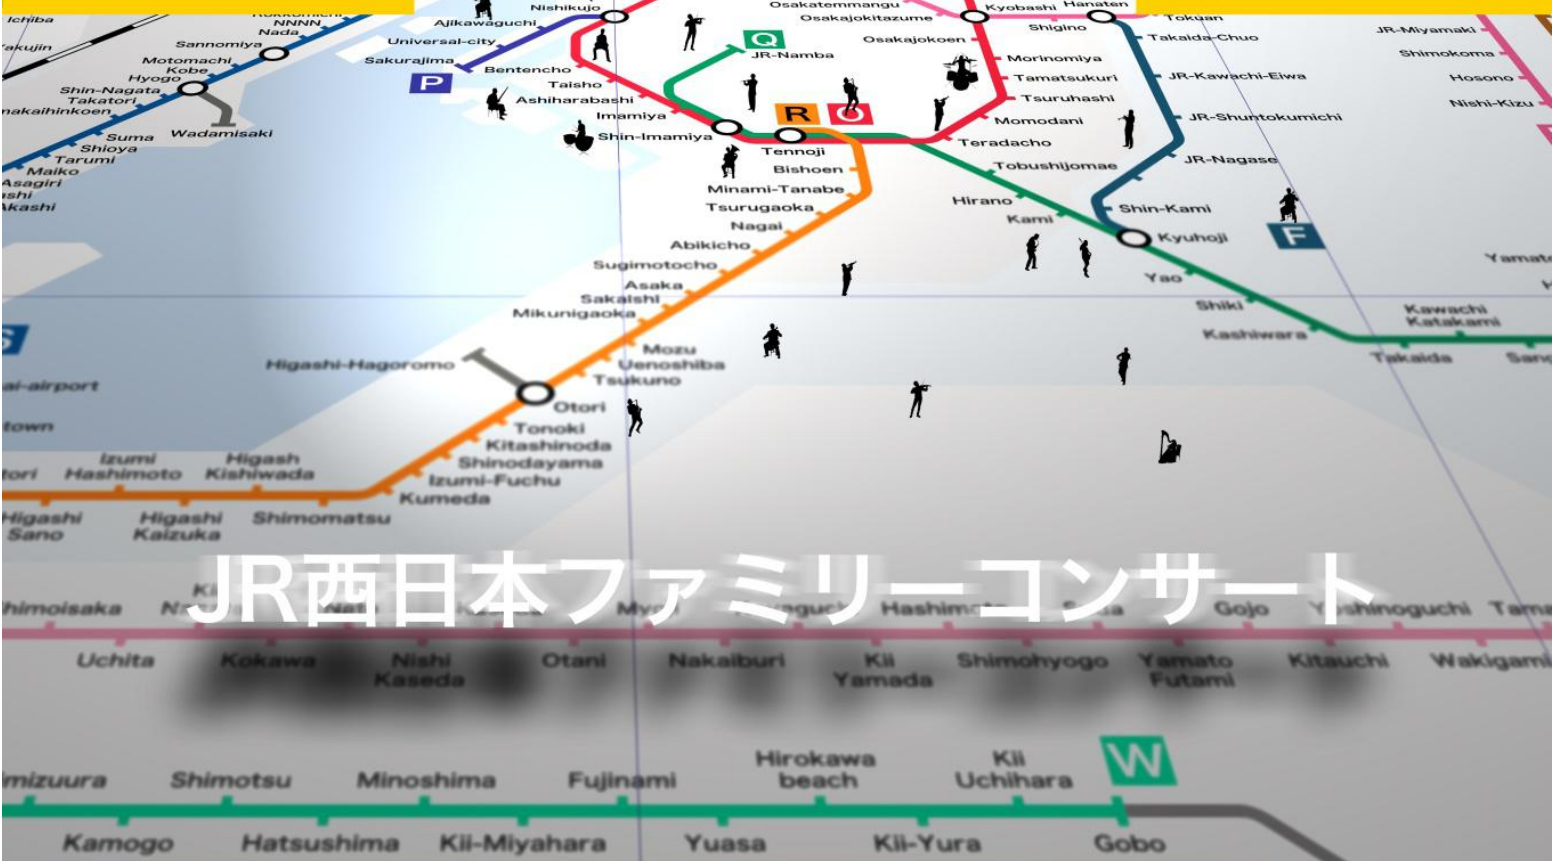 Ichiba
NNNN
Nada
Sannomiya
Motomachi
Kobe
Hyogo
Shin-Nagata
Takatori
Wadamisaki
Suma
Shioya
Tarumi
Maiko
Asagiri
Nishikujo
Ajikawaguchi
Universal-city
Sakurajima
P
Bentencho
Taisho
Ashiharabashi
Imamiya
Shin-Imamiya
Q
JR-Namba
R
O
Tennoji
Bishoen
Minami-Tanabe
Tsurugaoka
Nagai
Abikicho
Sugimotocho
Asaka
Sakaishi
Mikunigaoka
Mozu
Uenoshiba
Tsukuno
Higashi-Hagoromo
Otori
Tonoki
Kitashinoda
Shinodayama
Izumi-Fuchu
Kumeda
Osakatemmangu
Osakajokitazume
Osakajokoen
Kyobashi
Hanaten
Shigino
Tokuan
Takaida-Chuo
Morinomiya
Tamatsukuri
Tsuruhashi
Momodani
Teradacho
JR-Kawachi-Eiwa
JR-Shuntokumichi
JR-Nagase
Shin-Kami
Tobushijomae
Hirano
Kami
Kyuhoji
F
Yao
Shiki
Kashiwara
Kawachi
Katakami
Takaida
JR-Miyamaki
Shimokoma
Hosono
Nishi-Kizu
S
Izumi
Hashimoto
Higash
Kishiwada
Higashi
Sano
Higashi
Kaizuka
Shimomatsu
JR西日本ファミリーコンサート
Gojo
Uchita
Kokawa
Nishi
Kaseda
Otani
Nakaiburi
Kii
Yamada
Shimohyogo
Yamato
Futami
Kitauchi
Shimotsu
Minoshima
Fujinami
Hirokawa
beach
Kii
Uchihara
W
Kamogo
Hatsushima
Kii-Miyahara
Yuasa
Kii-Yura
Gobo